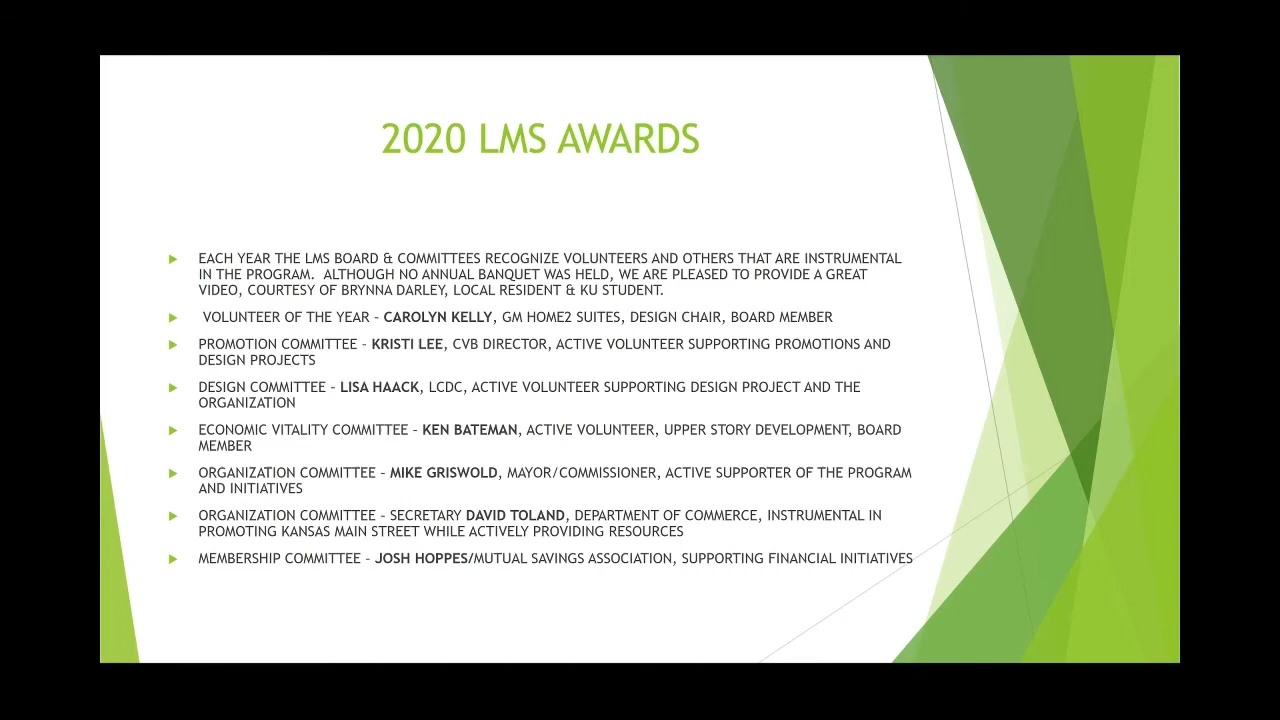 2020 LMS AWARDS
EACH YEAR THE LMS BOARD & COMMITTEES RECOGNIZE VOLUNTEERS AND OTHERS THAT ARE INSTRUMENTAL
IN THE PROGRAM.  ALTHOUGH NO ANNUAL BANQUET WAS HELD, WE ARE PLEASED TO PROVIDE A GREAT
VIDEO, COURTESY OF BRYNNA DARLEY, LOCAL RESIDENT & KU STUDENT.
VOLUNTEER OF THE YEAR – CAROLYN KELLY, GM HOME2 SUITES, DESIGN CHAIR, BOARD MEMBER
PROMOTION COMMITTEE – KRISTI LEE, CVB DIRECTOR, ACTIVE VOLUNTEER SUPPORTING PROMOTIONS AND
DESIGN PROJECTS
DESIGN COMMITTEE – LISA HAACK, LCDC, ACTIVE VOLUNTEER SUPPORTING DESIGN PROJECT AND THE
ORGANIZATION
ECONOMIC VITALITY COMMITTEE – KEN BATEMAN, ACTIVE VOLUNTEER, UPPER STORY DEVELOPMENT, BOARD
MEMBER
ORGANIZATION COMMITTEE – MIKE GRISWOLD, MAYOR/COMMISSIONER, ACTIVE SUPPORTER OF THE PROGRAM
AND INITIATIVES
ORGANIZATION COMMITTEE – SECRETARY DAVID TOLAND, DEPARTMENT OF COMMERCE, INSTRUMENTAL IN
PROMOTING KANSAS MAIN STREET WHILE ACTIVELY PROVIDING RESOURCES
MEMBERSHIP COMMITTEE – JOSH HOPPES/MUTUAL SAVINGS ASSOCIATION, SUPPORTING FINANCIAL INITIATIVES